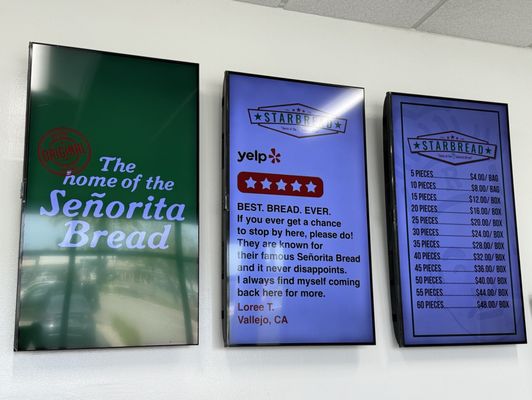 ORIGINAL
The
home of the
Señorita
Bread
STARBREAD
yelp
BEST. BREAD. EVER.
If you ever get a chance
to stop by here, please do!
They are known for
their famous Señorita Bread
and it never disappoints.
I always find myself coming
back here for more.
Loree T.
Vallejo, CA
STARBREAD
5 PIECES $4.00/ BAG
10 PIECES $8.00/ BAG
15 PIECES $12.00/ BOX
20 PIECES $16.00/ BOX
25 PIECES $20.00/ BOX
30 PIECES $24.00/ BOX
35 PIECES $28.00/ BOX
40 PIECES $32.00/ BOX
45 PIECES $36.00/ BOX
50 PIECES $40.00/ BOX
55 PIECES $44.00/ BOX
60 PIECES $48.00/ BOX